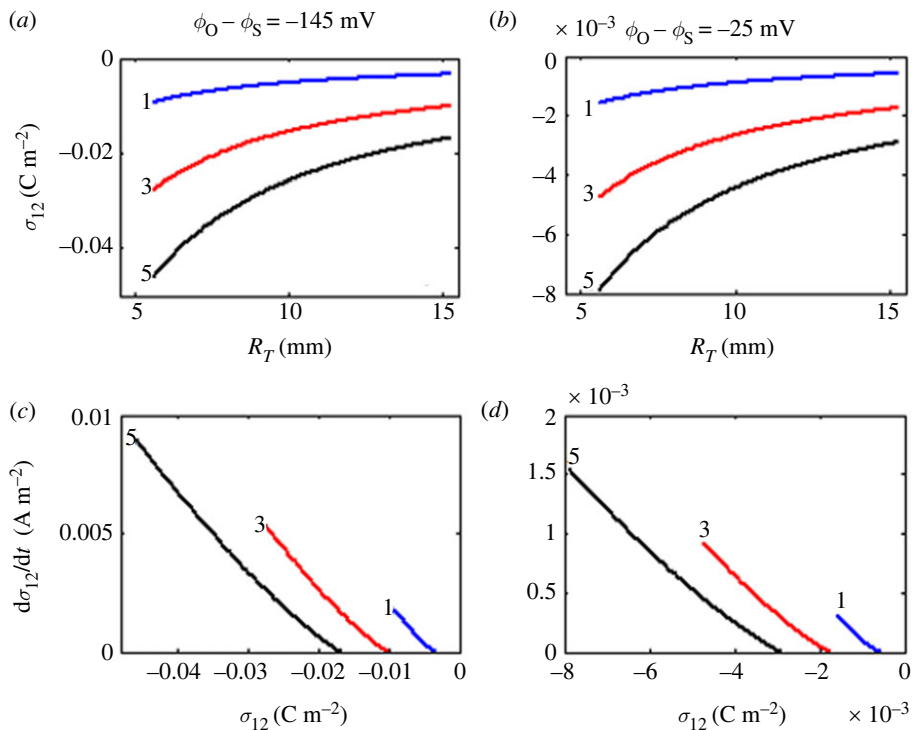 (a) ϕO – ϕS = –145 mV
(b) × 10–3 ϕO – ϕS = –25 mV
0
–0.02
–0.04
σ12 (C m–2)
1
3
5
5 10 15
RT (mm)
0
–2
–4
–6
–8
1
3
5
5 10 15
RT (mm)
(c)
0.01
0.005
0
dσ12/dt (A m–2)
5
3
1
–0.04 –0.03 –0.02 –0.01 0
σ12 (C m–2)
(d) × 10–3
2
1.5
1
0.5
0
5
3
1
–8 –6 –4 –2 0
σ12 (C m–2) × 10–3